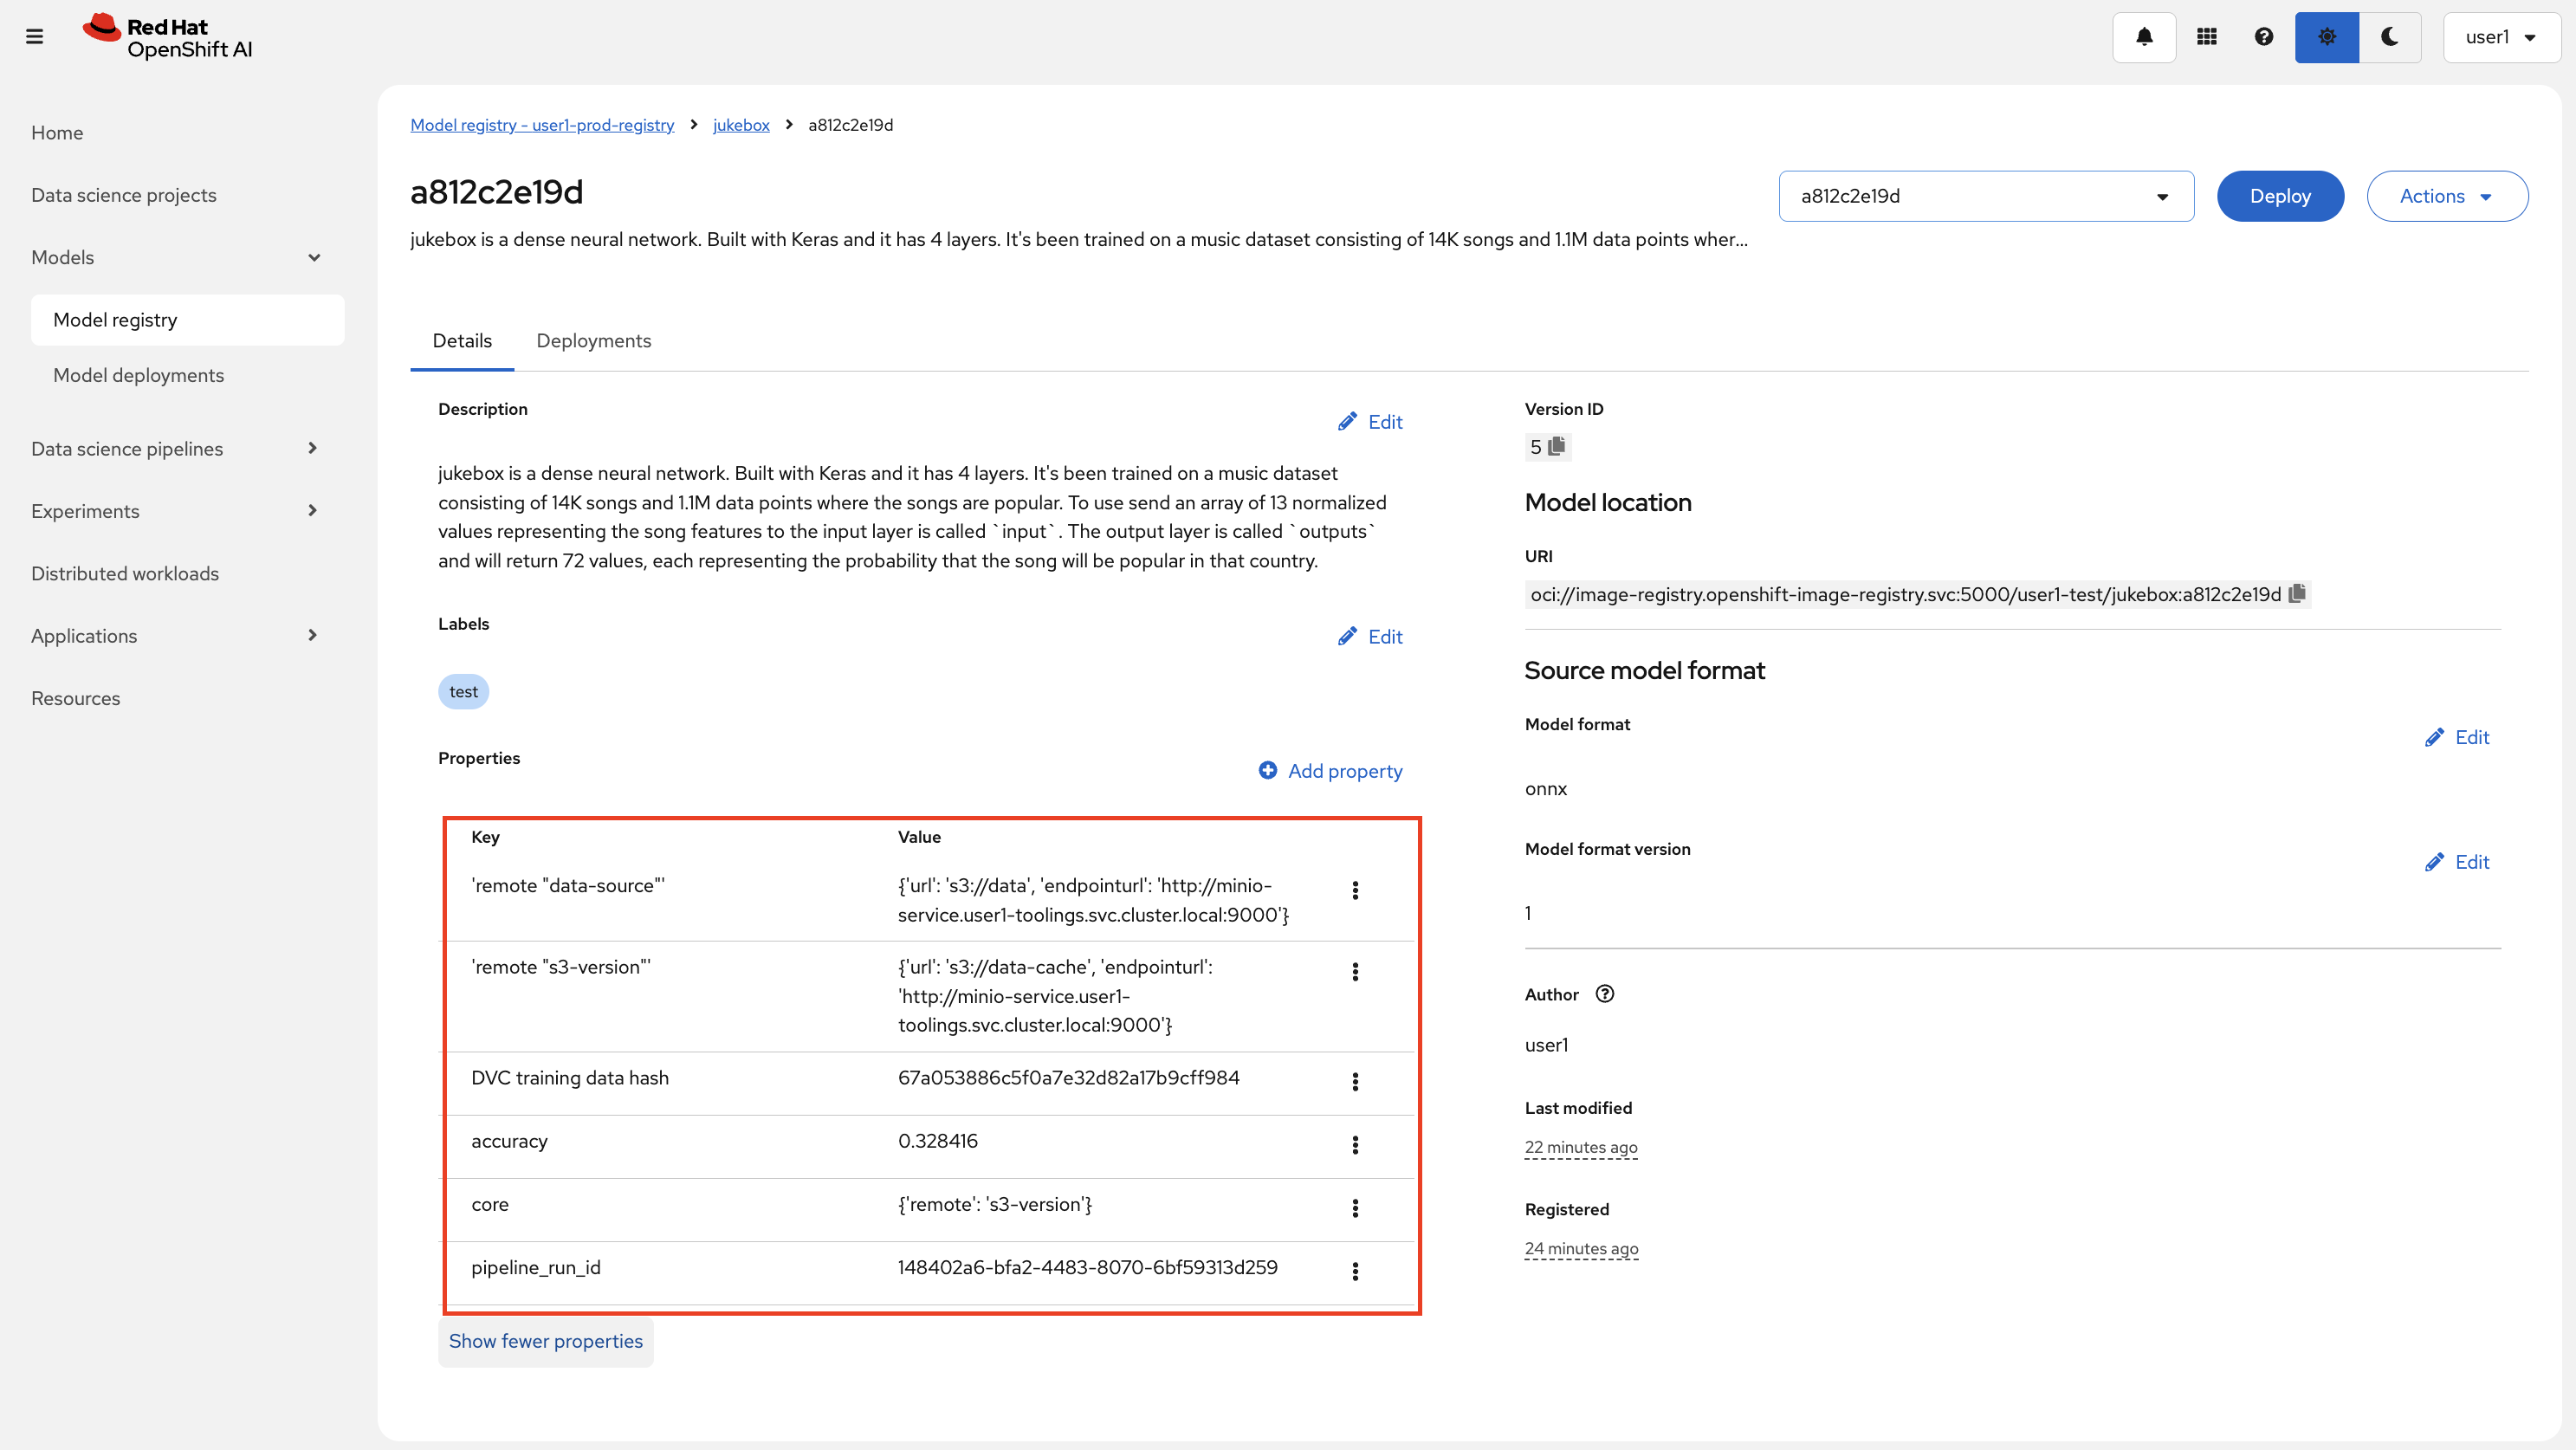 Red Hat
OpenShift AI
user1
Home
Data science projects
Models
Model registry
Model deployments
Data science pipelines
Experiments
Distributed workloads
Applications
Resources
Model registry - user1-prod-registry > jukebox > a812c2e19d
a812c2e19d
a812c2e19d
Deploy
Actions
jukebox is a dense neural network. Built with Keras and it has 4 layers. It's been trained on a music dataset consisting of 14K songs and 1.1M data points wher...
Details
Deployments
Description
Edit
jukebox is a dense neural network. Built with Keras and it has 4 layers. It's been trained on a music dataset
consisting of 14K songs and 1.1M data points where the songs are popular. To use send an array of 13 normalized
values representing the song features to the input layer is called `input`. The output layer is called `outputs`
and will return 72 values, each representing the probability that the song will be popular in that country.
Labels
Edit
test
Properties
Add property
Key
Value
'remote "data-source"'
{'url': 's3://data', 'endpointurl': 'http://minio-
service.user1-toolings.svc.cluster.local:9000'}
'remote "s3-version"'
{'url': 's3://data-cache', 'endpointurl':
'http://minio-service.user1-
toolings.svc.cluster.local:9000'}
DVC training data hash
67a053886c5f0a7e32d82a17b9cff984
accuracy
0.328416
core
{'remote': 's3-version'}
pipeline_run_id
148402a6-bfa2-4483-8070-6bf59313d259
Show fewer properties
Version ID
5
Model location
URI
oci://image-registry.openshift-image-registry.svc:5000/user1-test/jukebox:a812c2e19d
Source model format
Model format
Edit
onnx
Model format version
Edit
1
Author
user1
Last modified
22 minutes ago
Registered
24 minutes ago